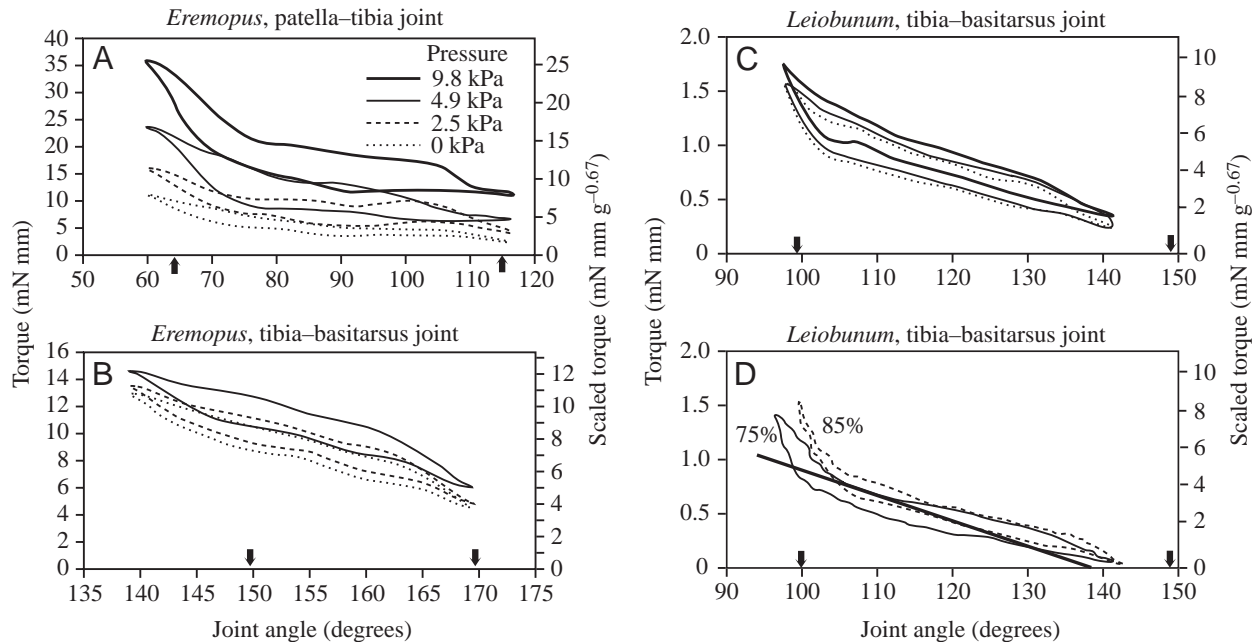 Eremopus, patella–tibia joint
A
Pressure
9.8 kPa
4.9 kPa
2.5 kPa
0 kPa
40
35
30
25
20
15
10
5
0
25
20
15
10
5
0
50 60 70 80 90 100 110 120
Eremopus, tibia–basitarsus joint
B
16
14
12
10
8
6
4
2
0
12
10
8
6
4
2
0
135 140 145 150 155 160 165 170 175
Torque (mN mm)
Scaled torque (mN mm g–0.67)
Joint angle (degrees)
Leiobunum, tibia–basitarsus joint
C
2.0
1.5
1.0
0.5
0
10
8
6
4
2
0
90 100 110 120 130 140 150
Leiobunum, tibia–basitarsus joint
D
75%
85%
2.0
1.5
1.0
0.5
0
10
8
6
4
2
0
90 100 110 120 130 140 150
Torque (mN mm)
Scaled torque (mN mm g–0.67)
Joint angle (degrees)